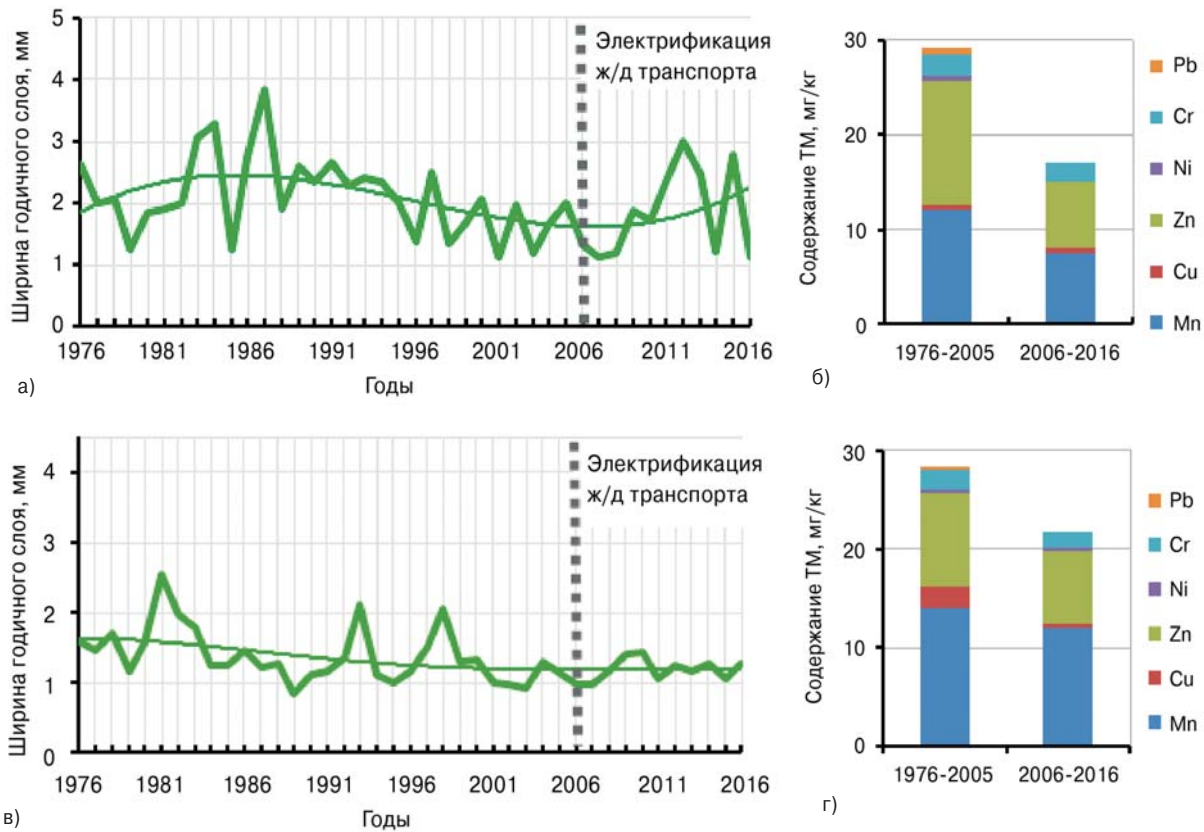 Ширина годичного слоя, мм
5
4
3
2
1
0
Электрификация
ж/д транспорта
1976 1981 1986 1991 1996 2001 2006 2011 2016
Годы
а)
Содержание ТМ, мг/кг
30
20
10
0
1976-2005 2006-2016
Pb
Cr
Ni
Zn
Cu
Mn
б)
Ширина годичного слоя, мм
4
3
2
1
0
Электрификация
ж/д транспорта
1976 1981 1986 1991 1996 2001 2006 2011 2016
Годы
в)
Содержание ТМ, мг/кг
30
20
10
0
1976-2005 2006-2016
Pb
Cr
Ni
Zn
Cu
Mn
г)